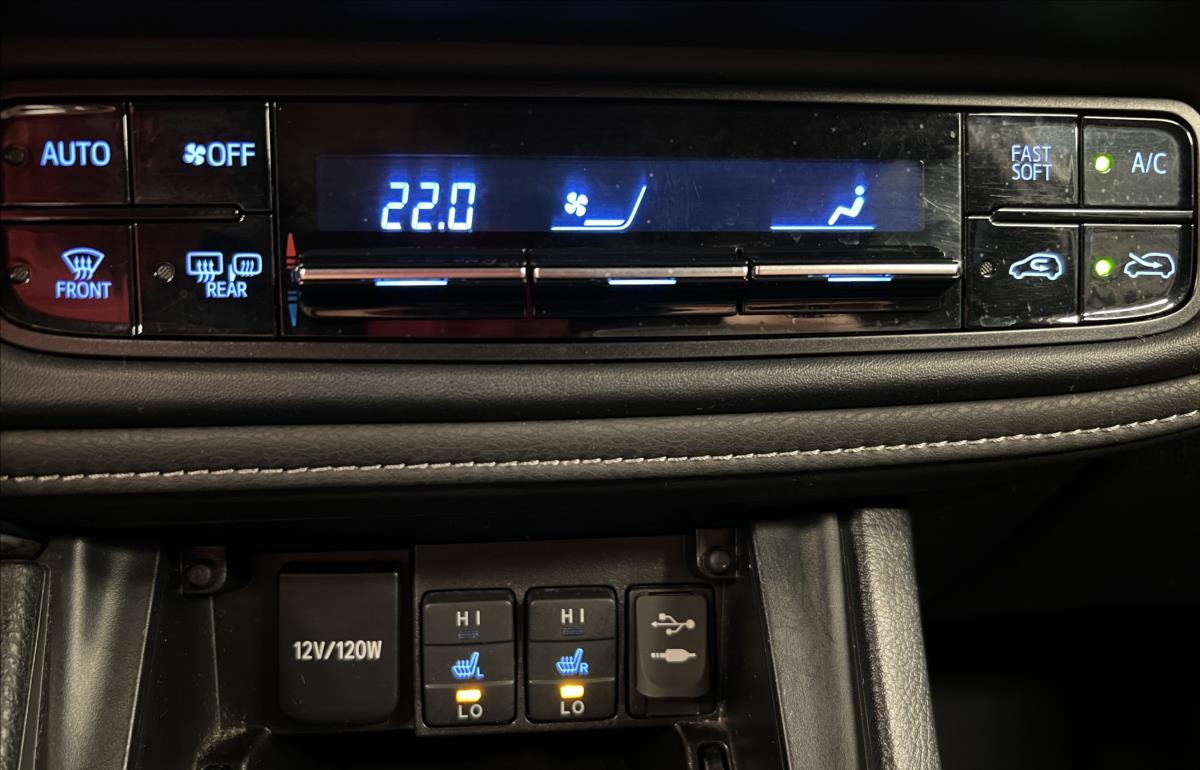 AUTO
OFF
22.0
FAST
SOFT
A/C
FRONT
REAR
12V/120W
HI
L
LO
HI
R
LO